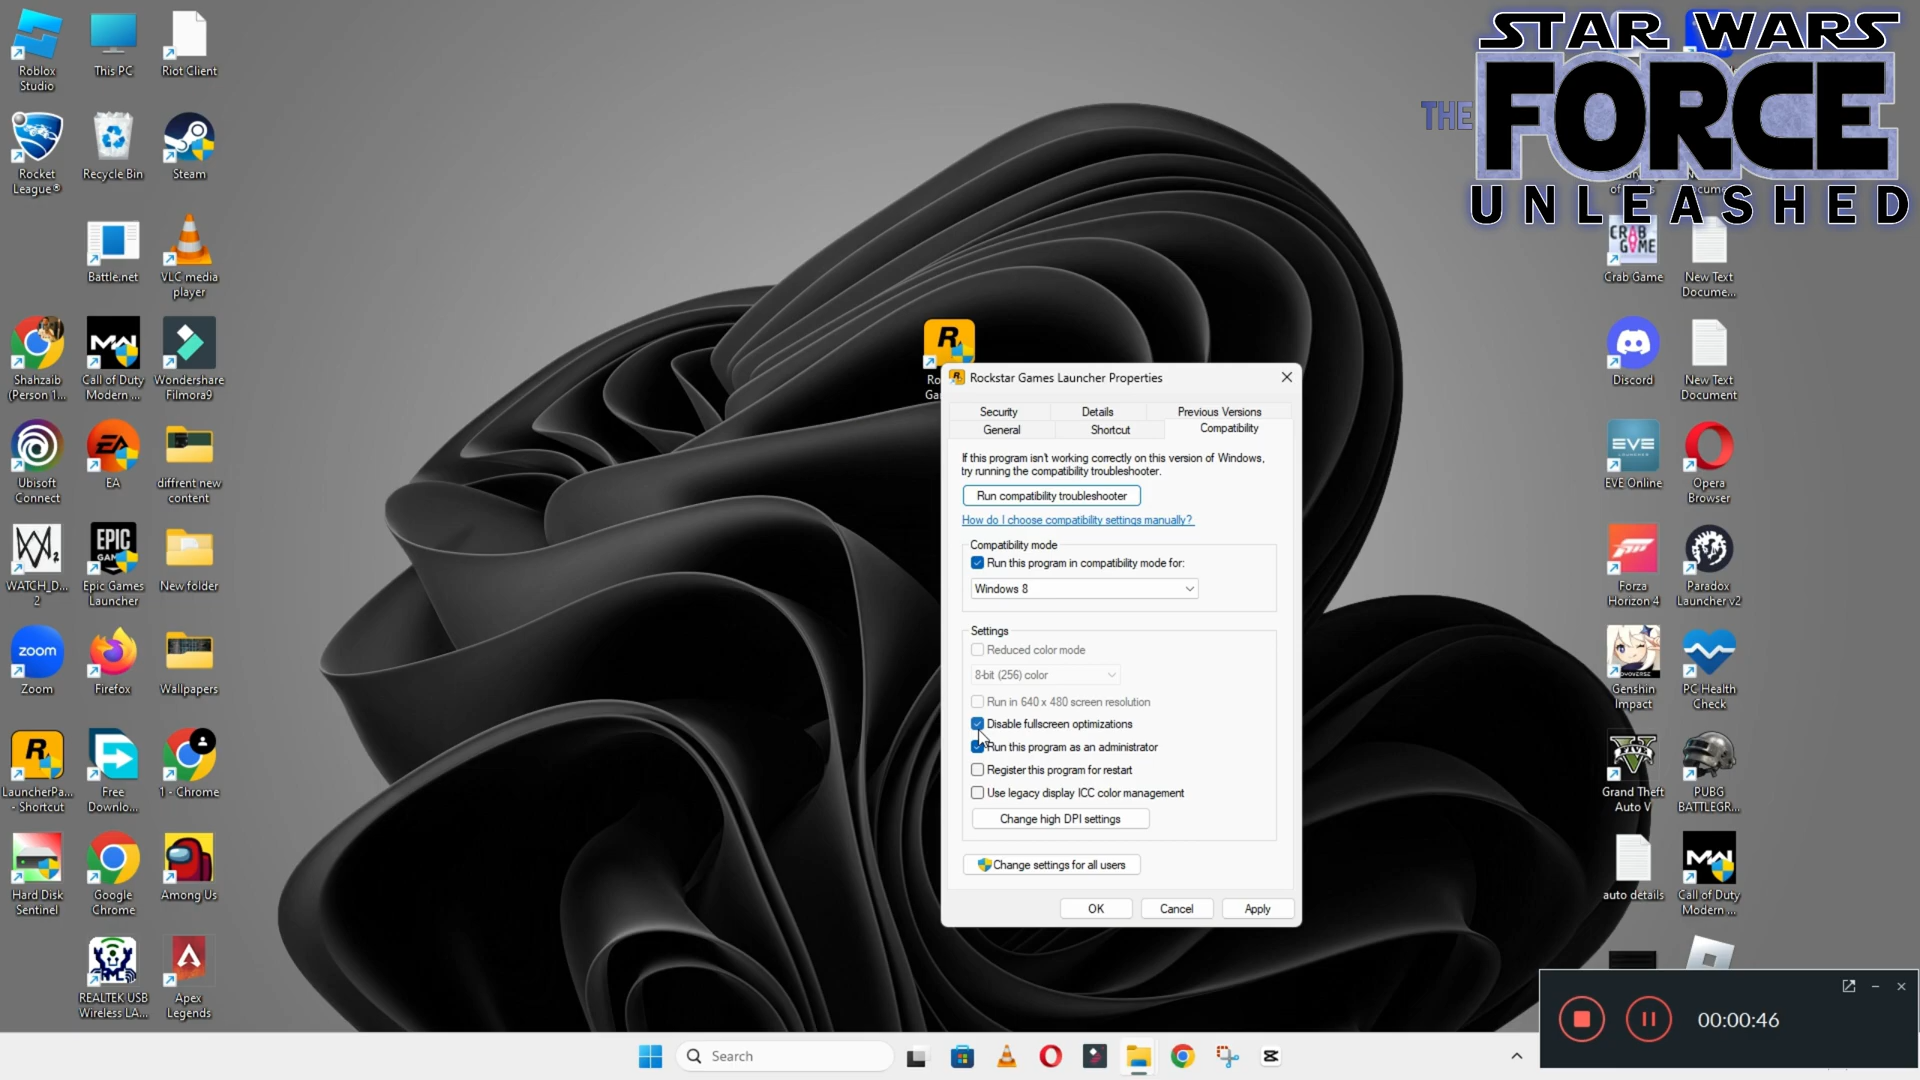 Roblox
Studio
This PC
Riot Client
Rocket
League®
Recycle Bin
Steam
Battle.net
VLC media
player
Shahzaib
(Person 1...
Call of Duty
Modern ...
Wondershare
Filmora9
Ubisoft
Connect
EA
diffrent new
content
WATCH_D...
2
EPIC
Epic Games
Launcher
New folder
zoom
Zoom
Firefox
Wallpapers
LauncherPa...
- Shortcut
Free
Downlo...
1 - Chrome
Hard Disk
Sentinel
Google
Chrome
Among Us
REALTEK USB
Wireless LA...
Apex
Legends
Rockstar Games Launcher Properties
Security
Details
Previous Versions
General
Shortcut
Compatibility
If this program isn't working correctly on this version of Windows,
try running the compatibility troubleshooter.
Run compatibility troubleshooter
How do I choose compatibility settings manually?
Compatibility mode
Run this program in compatibility mode for:
Windows 8
Settings
Reduced color mode
8-bit (256) color
Run in 640 x 480 screen resolution
Disable fullscreen optimizations
Run this program as an administrator
Register this program for restart
Use legacy display ICC color management
Change high DPI settings
Change settings for all users
OK
Cancel
Apply
STAR WARS
THE FORCE
UNLEASHED
CRAB
GAME
Crab Game
New Text
Docume...
Discord
New Text
Document
EVE
EVE Online
Opera
Browser
Forza
Horizon 4
Paradox
Launcher v2
Genshin
Impact
PC Health
Check
Grand Theft
Auto V
PUBG
BATTLEGR...
auto details
Call of Duty
Modern ...
00:00:46
Search